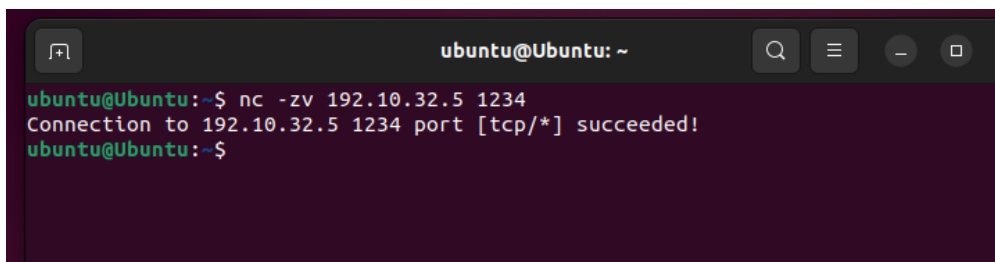 ubuntu@Ubuntu: ~
ubuntu@Ubuntu:~$ nc -zv 192.10.32.5 1234
Connection to 192.10.32.5 1234 port [tcp/*] succeeded!
ubuntu@Ubuntu:~$